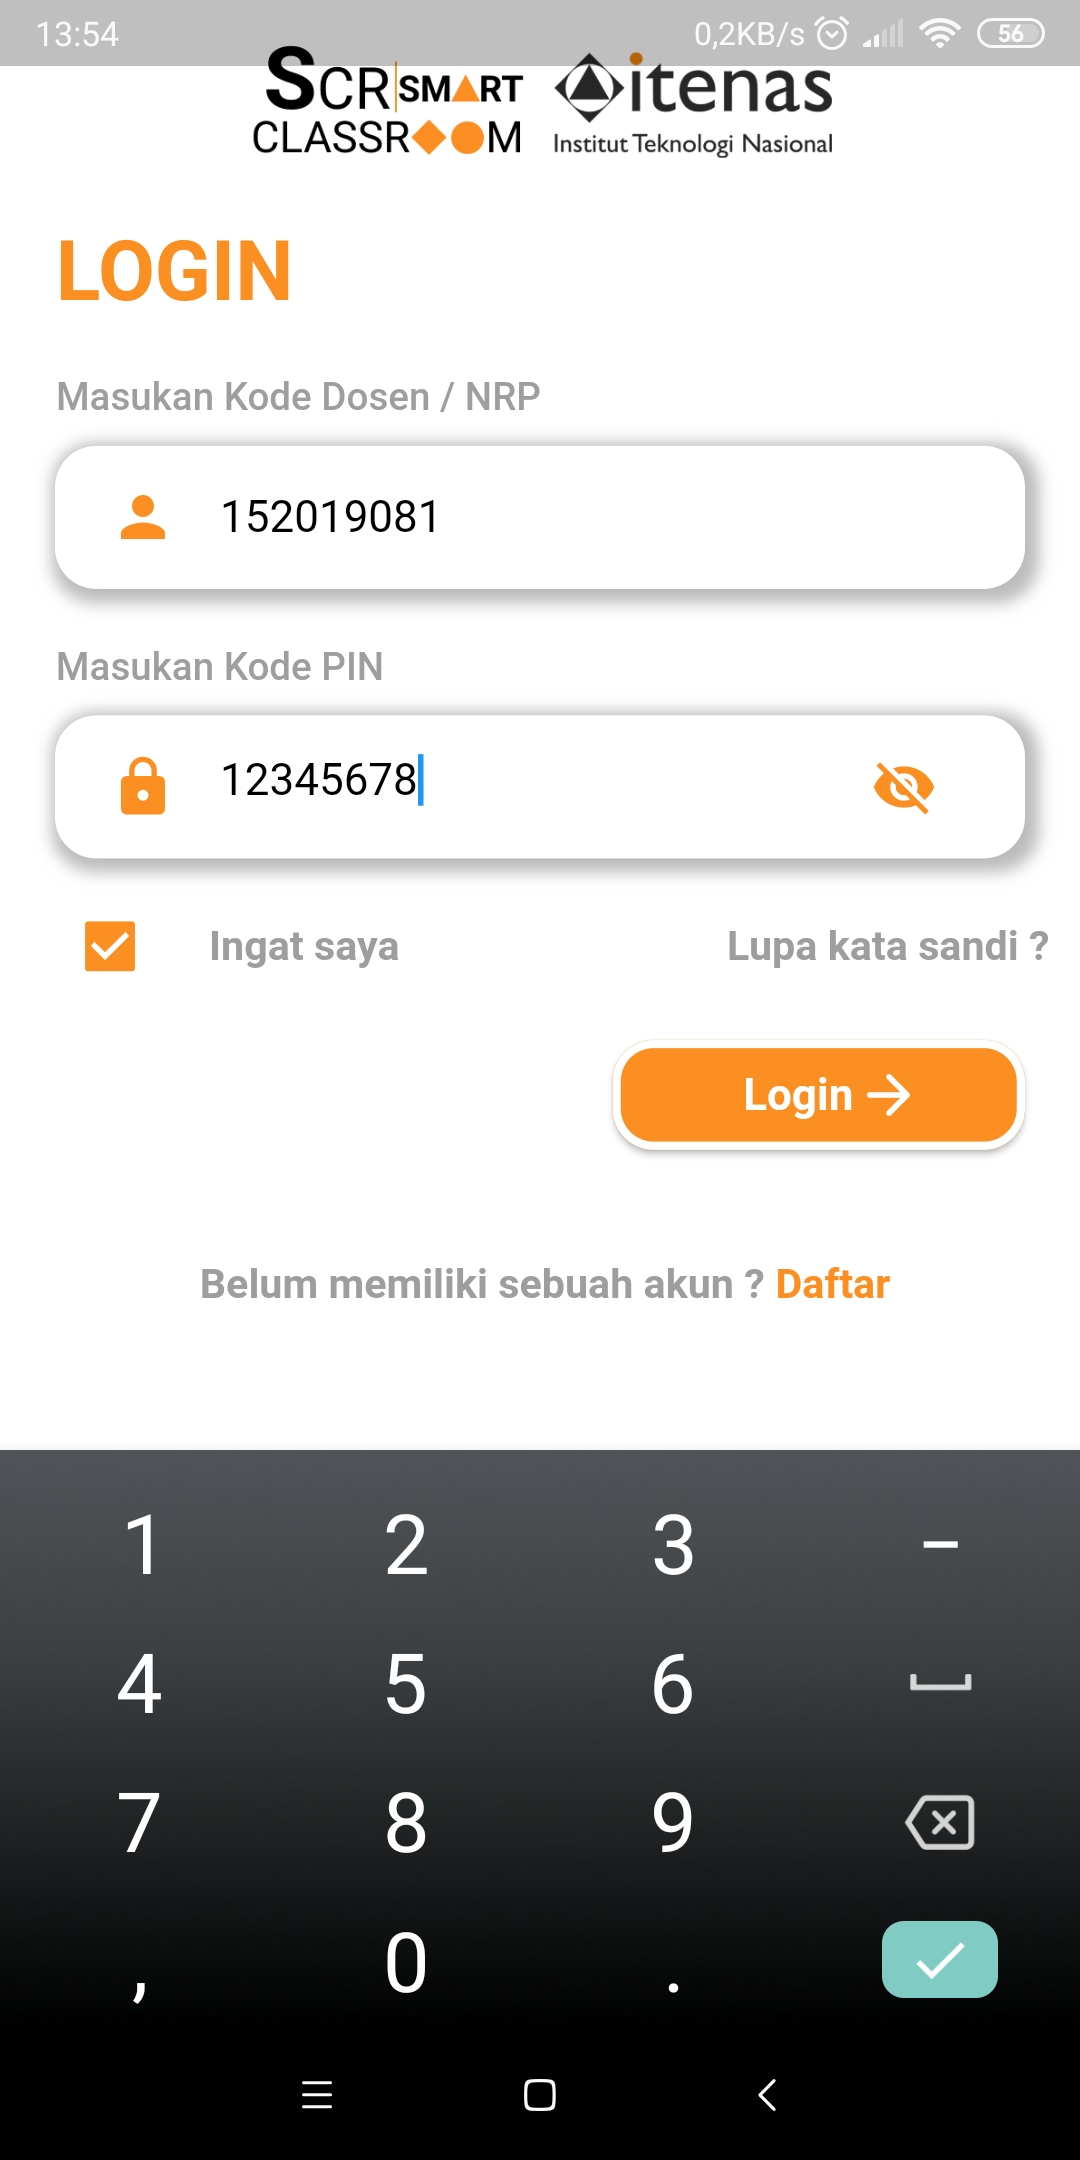 13:54 0,2KB/s 56
SCR SMART itenas
CLASSROOM Institut Teknologi Nasional
LOGIN
Masukan Kode Dosen / NRP
152019081
Masukan Kode PIN
12345678
Ingat saya Lupa kata sandi ?
Login →
Belum memiliki sebuah akun ? Daftar
1 2 3 –
4 5 6
7 8 9
, 0 .